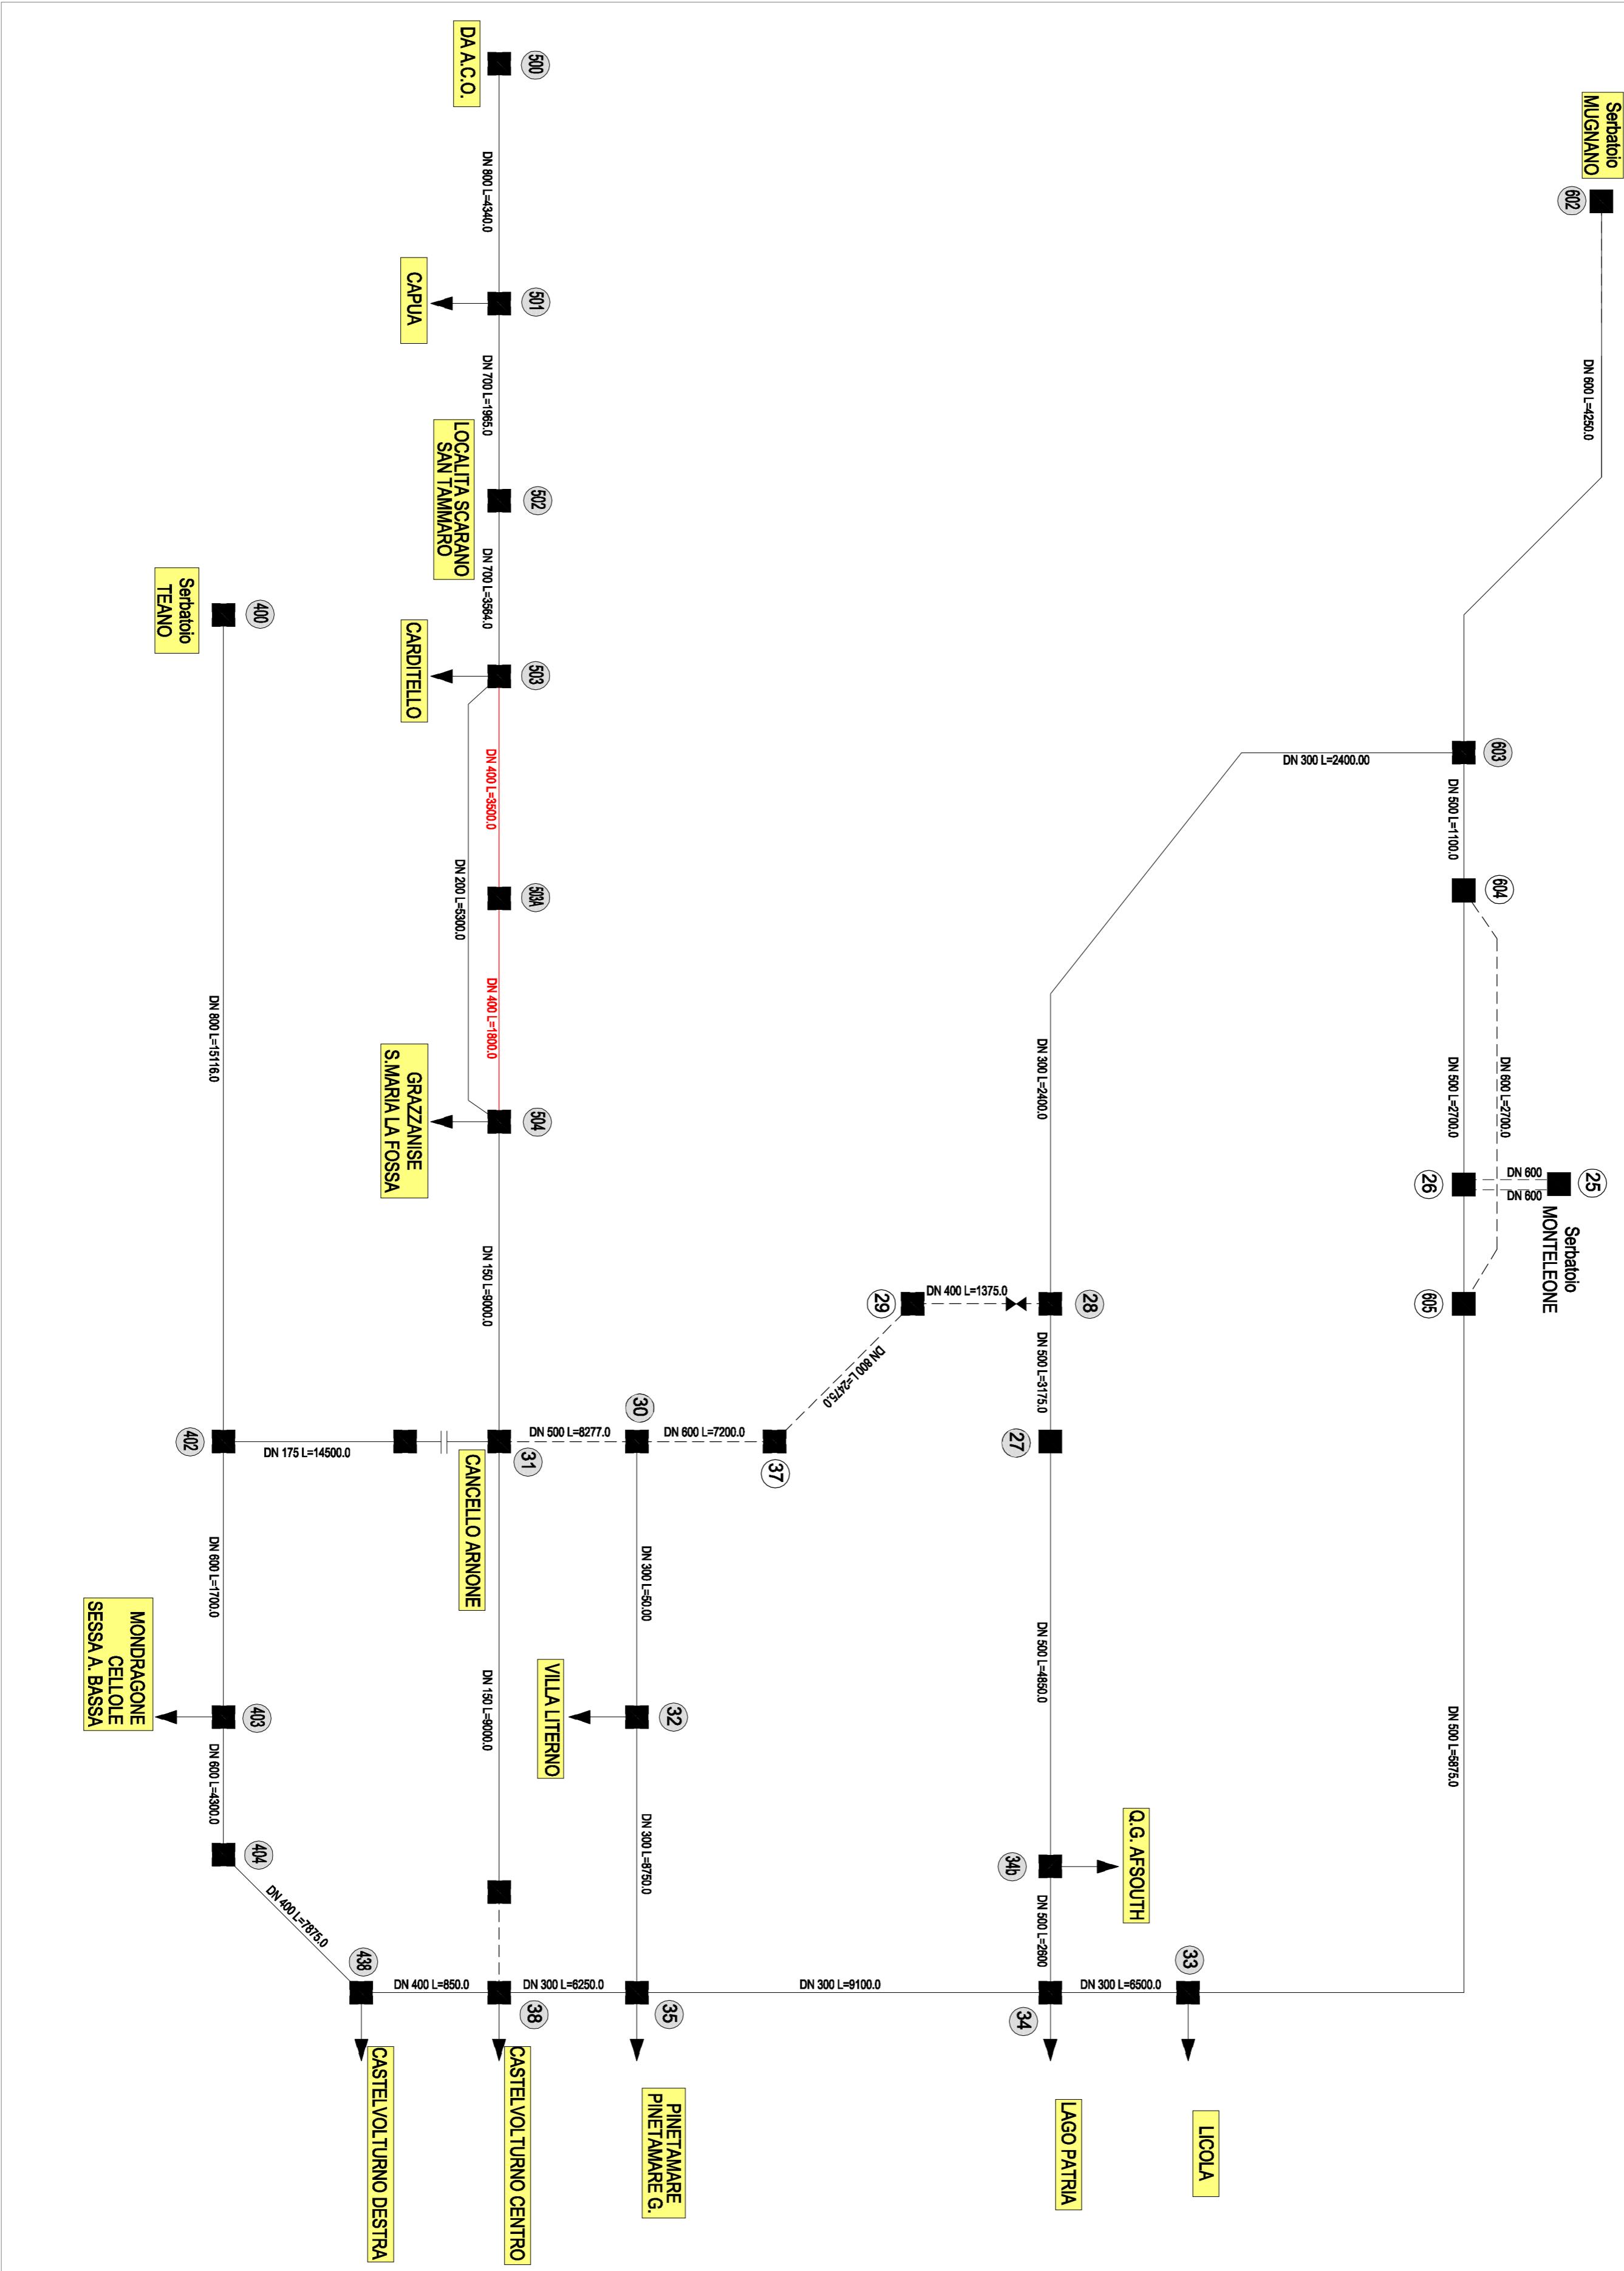 Serbatoio
MUGNANO
602
DN 600 L=4250.0
603
DN 300 L=2400.00
DN 500 L=1100.0
604
DN 600 L=2700.0
DN 500 L=2700.0
25
Serbatoio
MONTELEONE
DN 600
DN 600
26
605
DN 500 L=5875.0
DN 300 L=2400.0
28
DN 400 L=1375.0
29
DN 800 L=2475.0
37
DN 500 L=3175.0
27
DN 500 L=4850.0
Q.G. AFSOUTH
34b
DN 500 L=2600
33
DN 300 L=6500.0
LICOLA
34
LAGO PATRIA
DN 300 L=9100.0
30
DN 600 L=7200.0
DN 500 L=8277.0
DN 300 L=50.00
32
VILLA LITERNO
DN 300 L=8750.0
35
PINETAMARE
PINETAMARE G.
DN 300 L=6250.0
500
DA A.C.O.
DN 800 L=4340.0
501
CAPUA
DN 700 L=1965.0
502
LOCALITA SCARANO
SAN TAMMARO
DN 700 L=3564.0
503
CARDITELLO
DN 400 L=3500.0
503A
DN 400 L=1800.0
DN 200 L=5300.0
504
GRAZZANISE
S.MARIA LA FOSSA
DN 150 L=9000.0
31
CANCELLO ARNONE
DN 150 L=9000.0
38
CASTELVOLTURNO CENTRO
DN 400 L=850.0
400
Serbatoio
TEANO
DN 800 L=15116.0
402
DN 175 L=14500.0
DN 600 L=1700.0
403
MONDRAGONE
CELLOLE
SESSA A. BASSA
DN 600 L=4300.0
404
DN 400 L=7875.0
438
CASTELVOLTURNO DESTRA